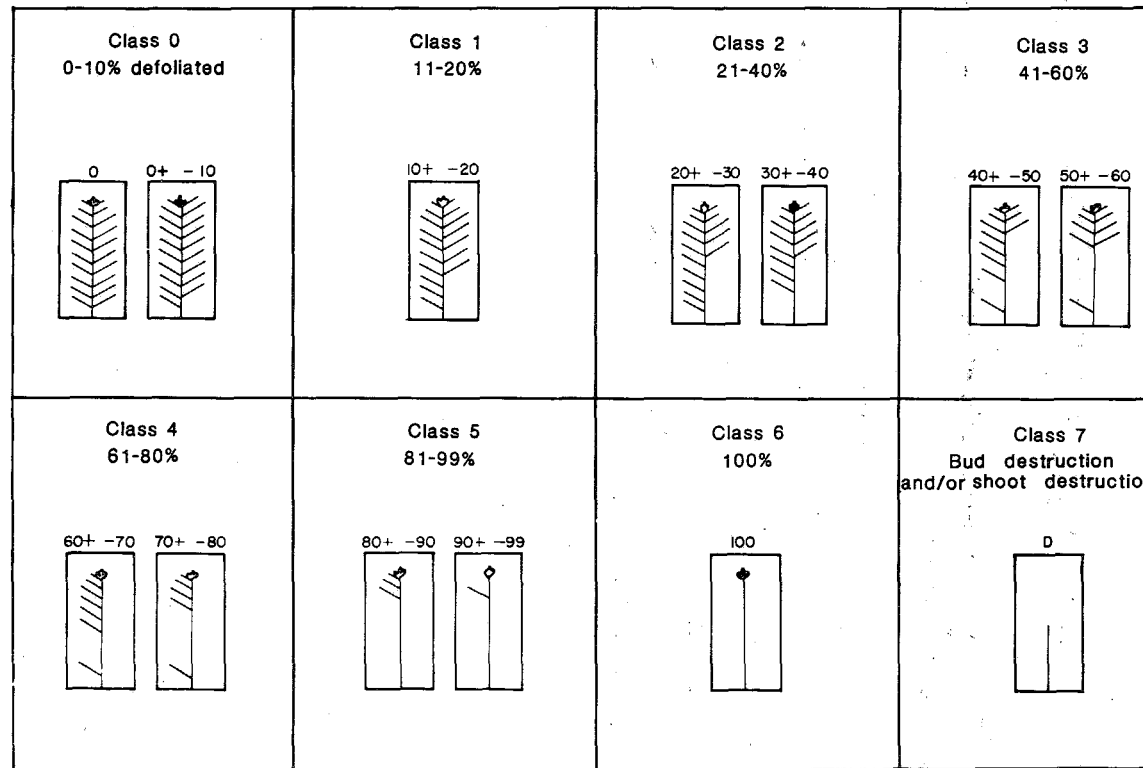 Class 0
0-10% defoliated
0
0+ -10
Class 1
11-20%
10+ -20
Class 2
21-40%
20+ -30
30+-40
Class 3
41-60%
40+ -50
50+ -60
Class 4
61-80%
60+ -70
70+ -80
Class 5
81-99%
80+ -90
90+ -99
Class 6
100%
100
Class 7
Bud destruction
and/or shoot destructio
D